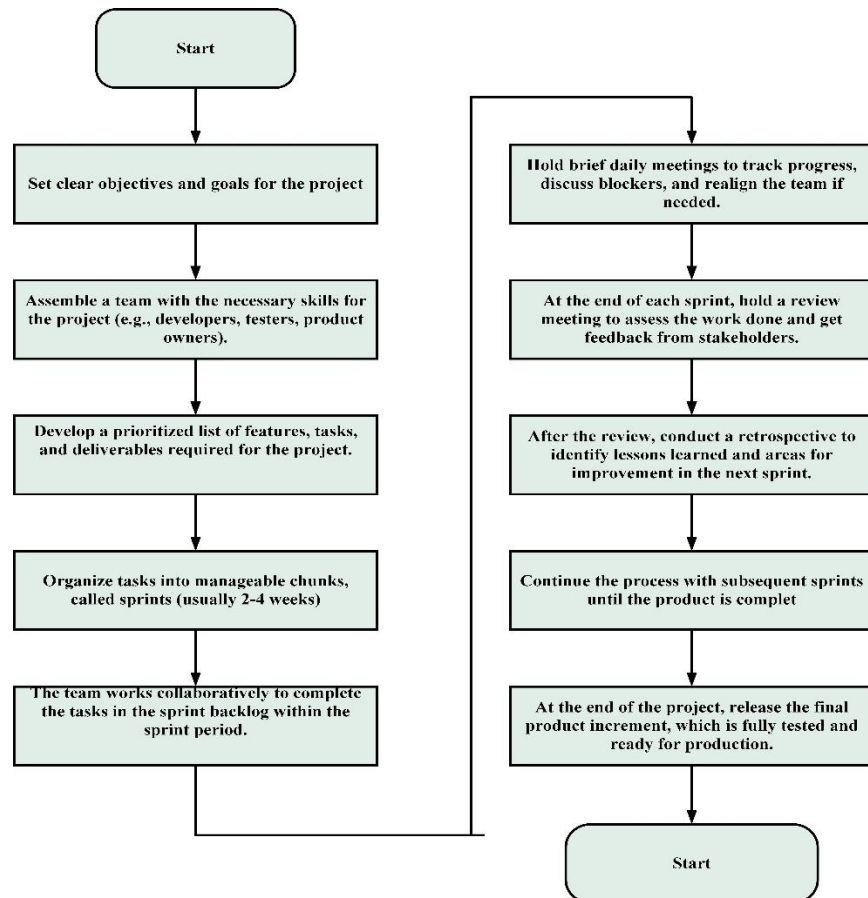 Start
Set clear objectives and goals for the project
Assemble a team with the necessary skills for
the project (e.g., developers, testers, product
owners).
Develop a prioritized list of features, tasks,
and deliverables required for the project.
Organize tasks into manageable chunks,
called sprints (usually 2-4 weeks)
The team works collaboratively to complete
the tasks in the sprint backlog within the
sprint period.
Hold brief daily meetings to track progress,
discuss blockers, and realign the team if
needed.
At the end of each sprint, hold a review
meeting to assess the work done and get
feedback from stakeholders.
After the review, conduct a retrospective to
identify lessons learned and areas for
improvement in the next sprint.
Continue the process with subsequent sprints
until the product is complet
At the end of the project, release the final
product increment, which is fully tested and
ready for production.
Start